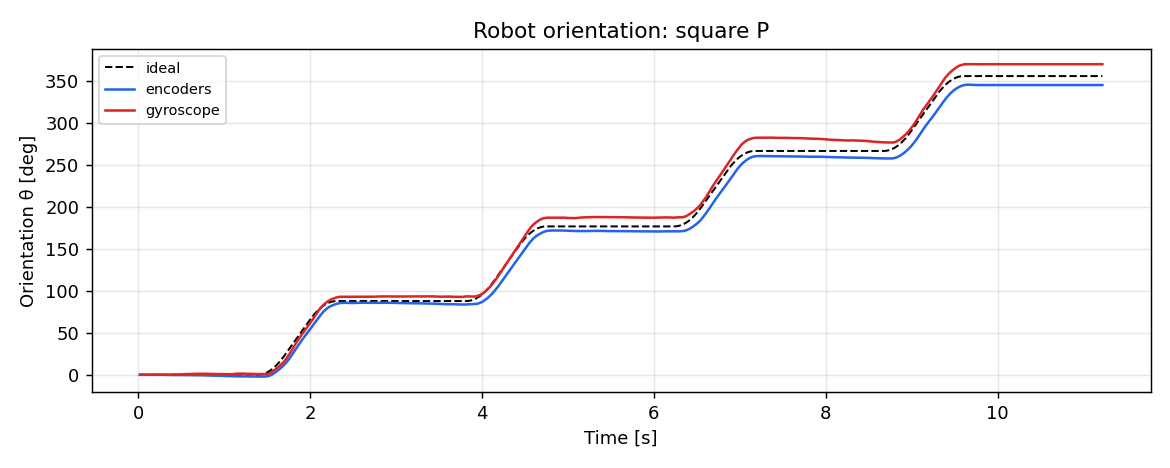 Robot orientation: square P
ideal
encoders
gyroscope
Orientation θ [deg]
350
300
250
200
150
100
50
0
0 2 4 6 8 10
Time [s]